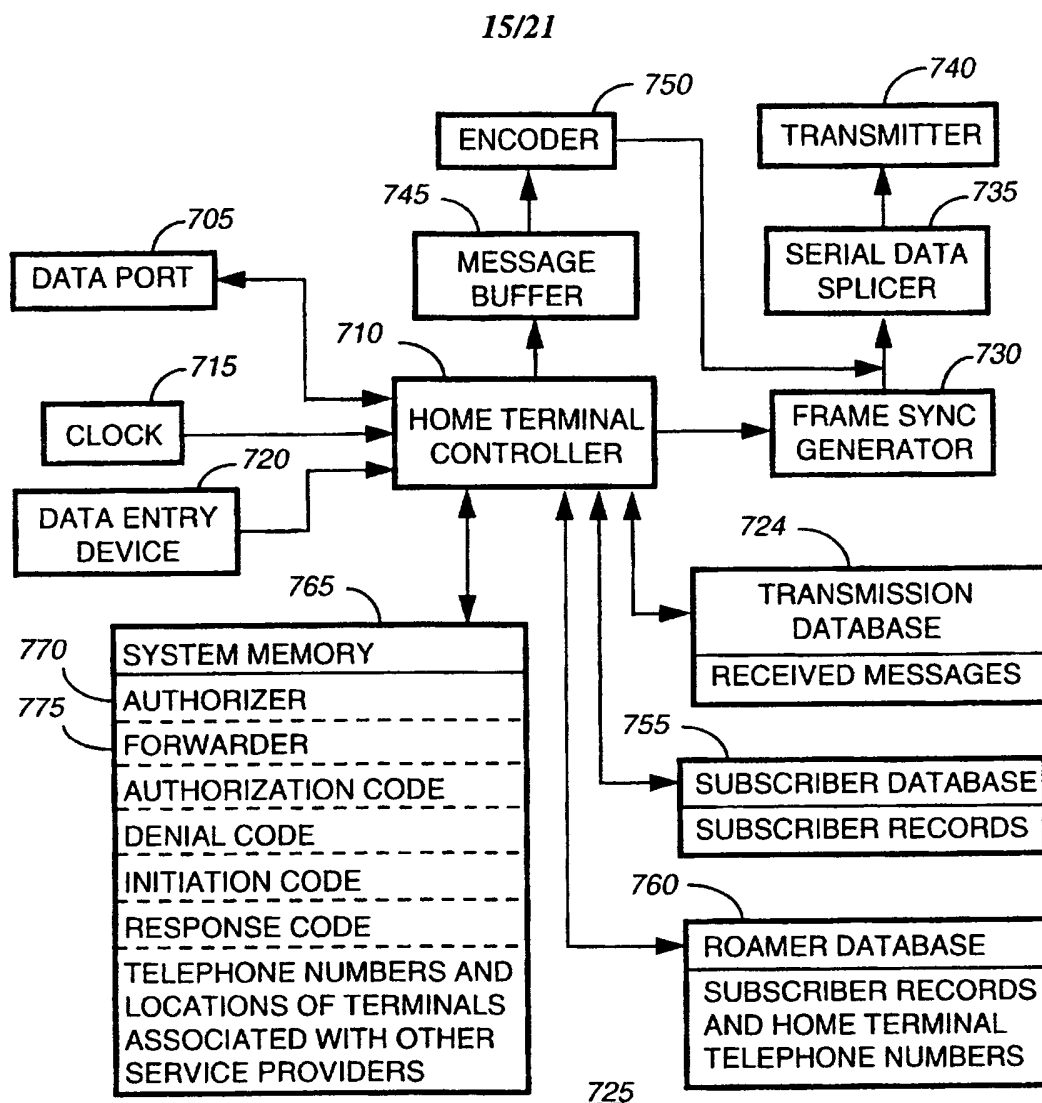 15/21
750
ENCODER
740
TRANSMITTER
745
MESSAGE
BUFFER
735
SERIAL DATA
SPLICER
705
DATA PORT
710
HOME TERMINAL
CONTROLLER
715
CLOCK
730
FRAME SYNC
GENERATOR
720
DATA ENTRY
DEVICE
724
TRANSMISSION
DATABASE
RECEIVED MESSAGES
765
SYSTEM MEMORY
770
AUTHORIZER
775
FORWARDER
AUTHORIZATION CODE
DENIAL CODE
INITIATION CODE
RESPONSE CODE
TELEPHONE NUMBERS AND
LOCATIONS OF TERMINALS
ASSOCIATED WITH OTHER
SERVICE PROVIDERS
755
SUBSCRIBER DATABASE
SUBSCRIBER RECORDS
760
ROAMER DATABASE
SUBSCRIBER RECORDS
AND HOME TERMINAL
TELEPHONE NUMBERS
725